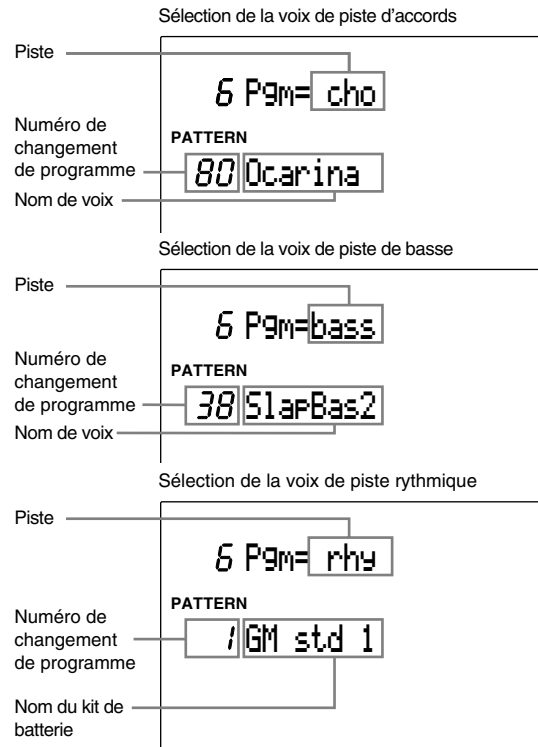 Sélection de la voix de piste d'accords
Piste
6 Pgm= cho
Numéro de
changement
de programme
PATTERN
80 Ocarina
Nom de voix
Sélection de la voix de piste de basse
Piste
6 Pgm=bass
Numéro de
changement
de programme
PATTERN
38 SlapBas2
Nom de voix
Sélection de la voix de piste rythmique
Piste
6 Pgm= rhy
Numéro de
changement
de programme
PATTERN
1 GM std 1
Nom du kit de
batterie